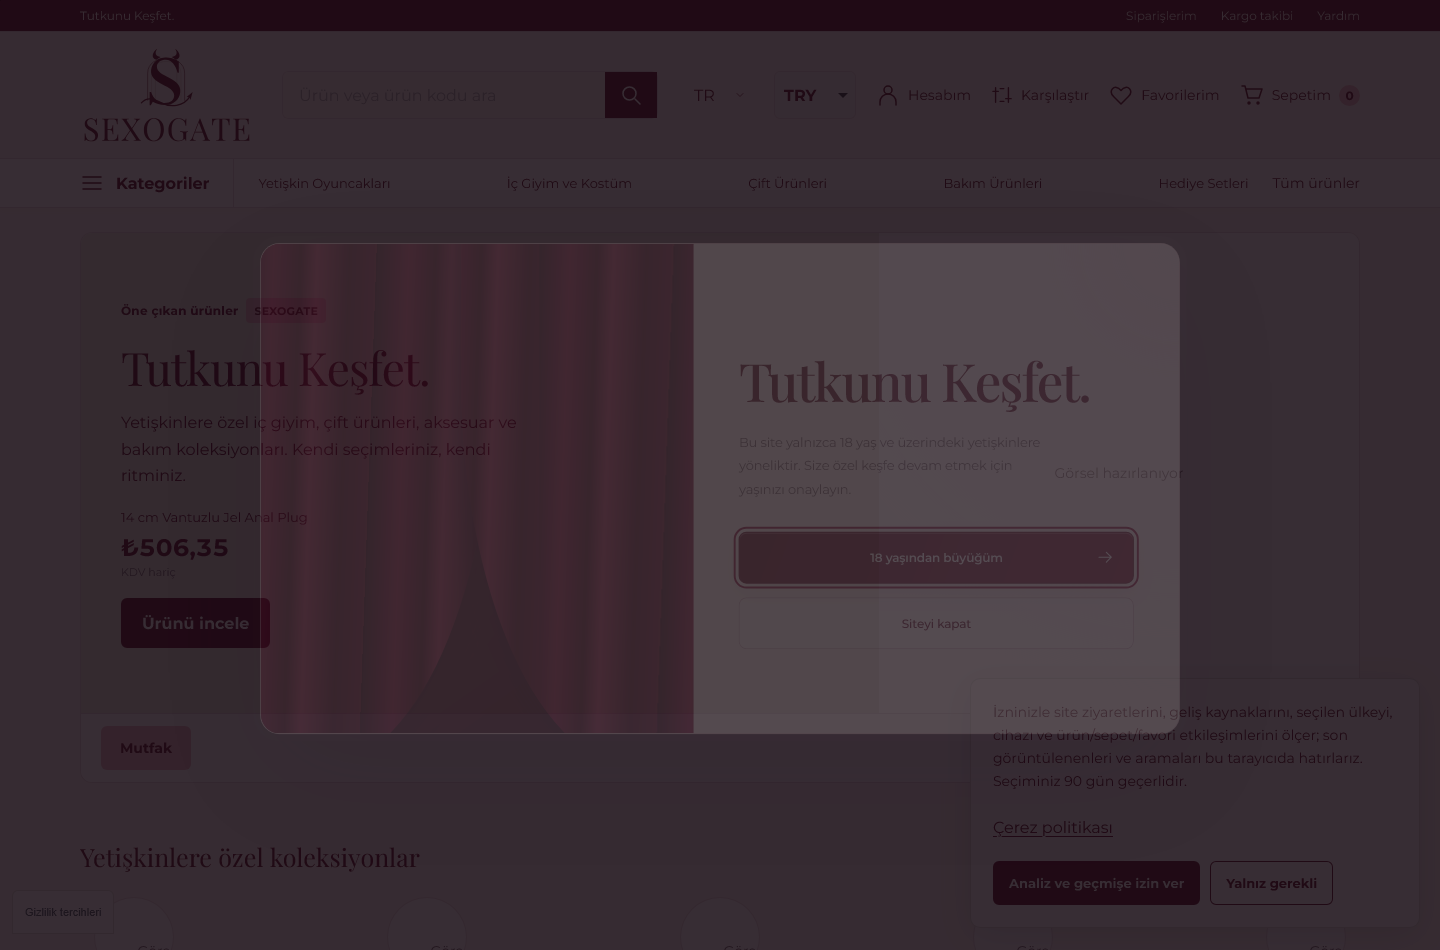 Tutkunu Keşfet.
Siparişlerim
Kargo takibi
Yardım
S
SEXOGATE
Ürün veya ürün kodu ara
TR
TRY
Hesabım
Karşılaştır
Favorilerim
Sepetim 0
Kategoriler
Yetişkin Oyuncakları
İç Giyim ve Kostüm
Çift Ürünleri
Bakım Ürünleri
Hediye Setleri
Tüm ürünler
Öne çıkan ürünler
SEXOGATE
Tutkunu Keşfet.
Yetişkinlere özel iç giyim, çift ürünleri, aksesuar ve
bakım koleksiyonları. Kendi seçimleriniz, kendi
ritminiz.
14 cm Vantuzlu Jel Anal Plug
₺506,35
KDV hariç
Ürünü incele
Tutkunu Keşfet.
Bu site yalnızca 18 yaş ve üzerindeki yetişkinlere
yöneliktir. Size özel keşfe devam etmek için
yaşınızı onaylayın.
Görsel hazırlanıyor
18 yaşından büyüğüm
Siteyi kapat
Mutfak
İzninizle site ziyaretlerini, geliş kaynaklarını, seçilen ülkeyi,
cihazı ve ürün/sepet/favori etkileşimlerini ölçer; son
görüntülenenleri ve aramaları bu tarayıcıda hatırlarız.
Seçiminiz 90 gün geçerlidir.
Çerez politikası
Analiz ve geçmişe izin ver
Yalnız gerekli
Yetişkinlere özel koleksiyonlar
Gizlilik tercihleri